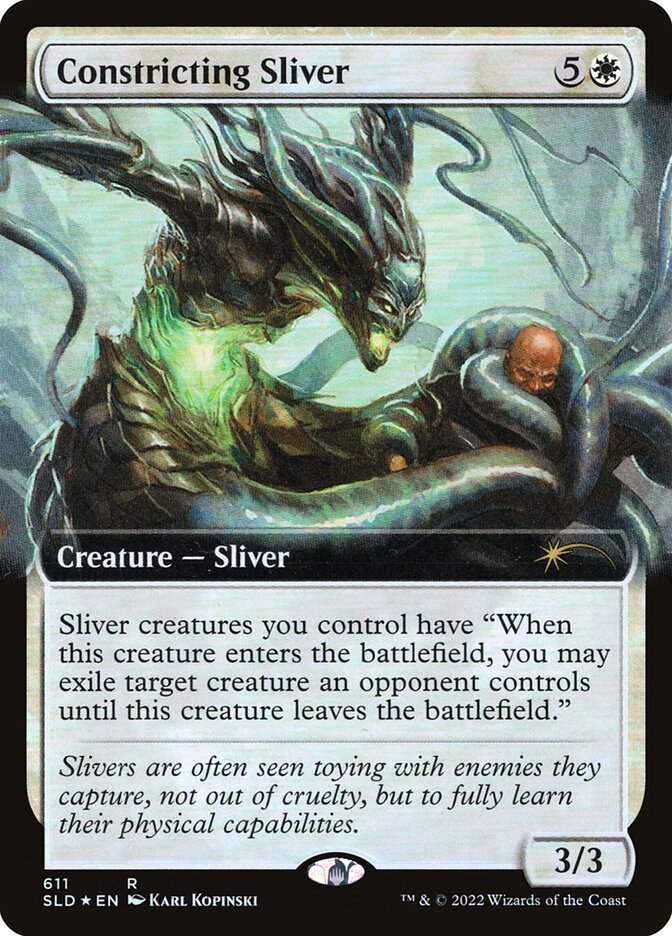 Constricting Sliver 5
Creature — Sliver
Sliver creatures you control have “When
this creature enters the battlefield, you may
exile target creature an opponent controls
until this creature leaves the battlefield.”
Slivers are often seen toying with enemies they
capture, not out of cruelty, but to fully learn
their physical capabilities.
3/3
611 R
SLD ★ EN Karl Kopinski ™ & © 2022 Wizards of the Coast